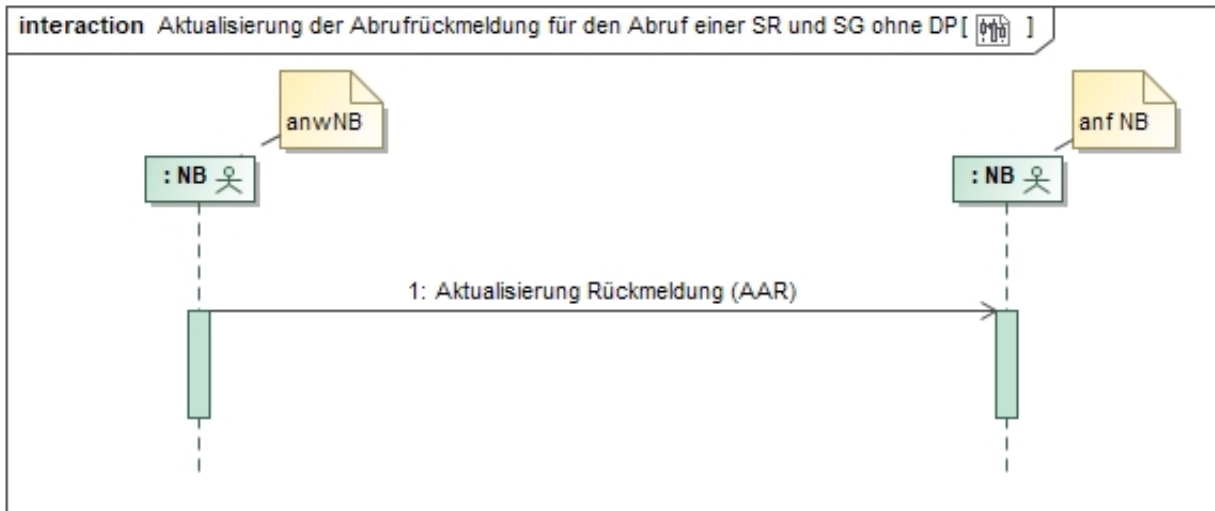 interaction Aktualisierung der Abrufrückmeldung für den Abruf einer SR und SG ohne DP[ ]
anwNB
anf NB
: NB
: NB
1: Aktualisierung Rückmeldung (AAR)